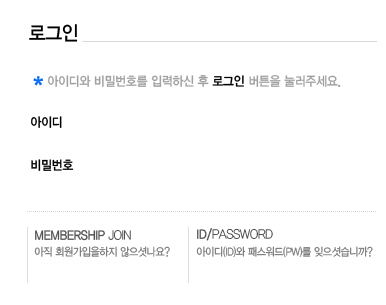 로그인
* 아이디와 비밀번호를 입력하신 후 로그인 버튼을 눌러주세요.
아이디
비밀번호
MEMBERSHIP JOIN
아직 회원가입을하지 않으셧나요?
ID/PASSWORD
아이디(ID)와 패스워드(PW)를 잊으셧습니까?